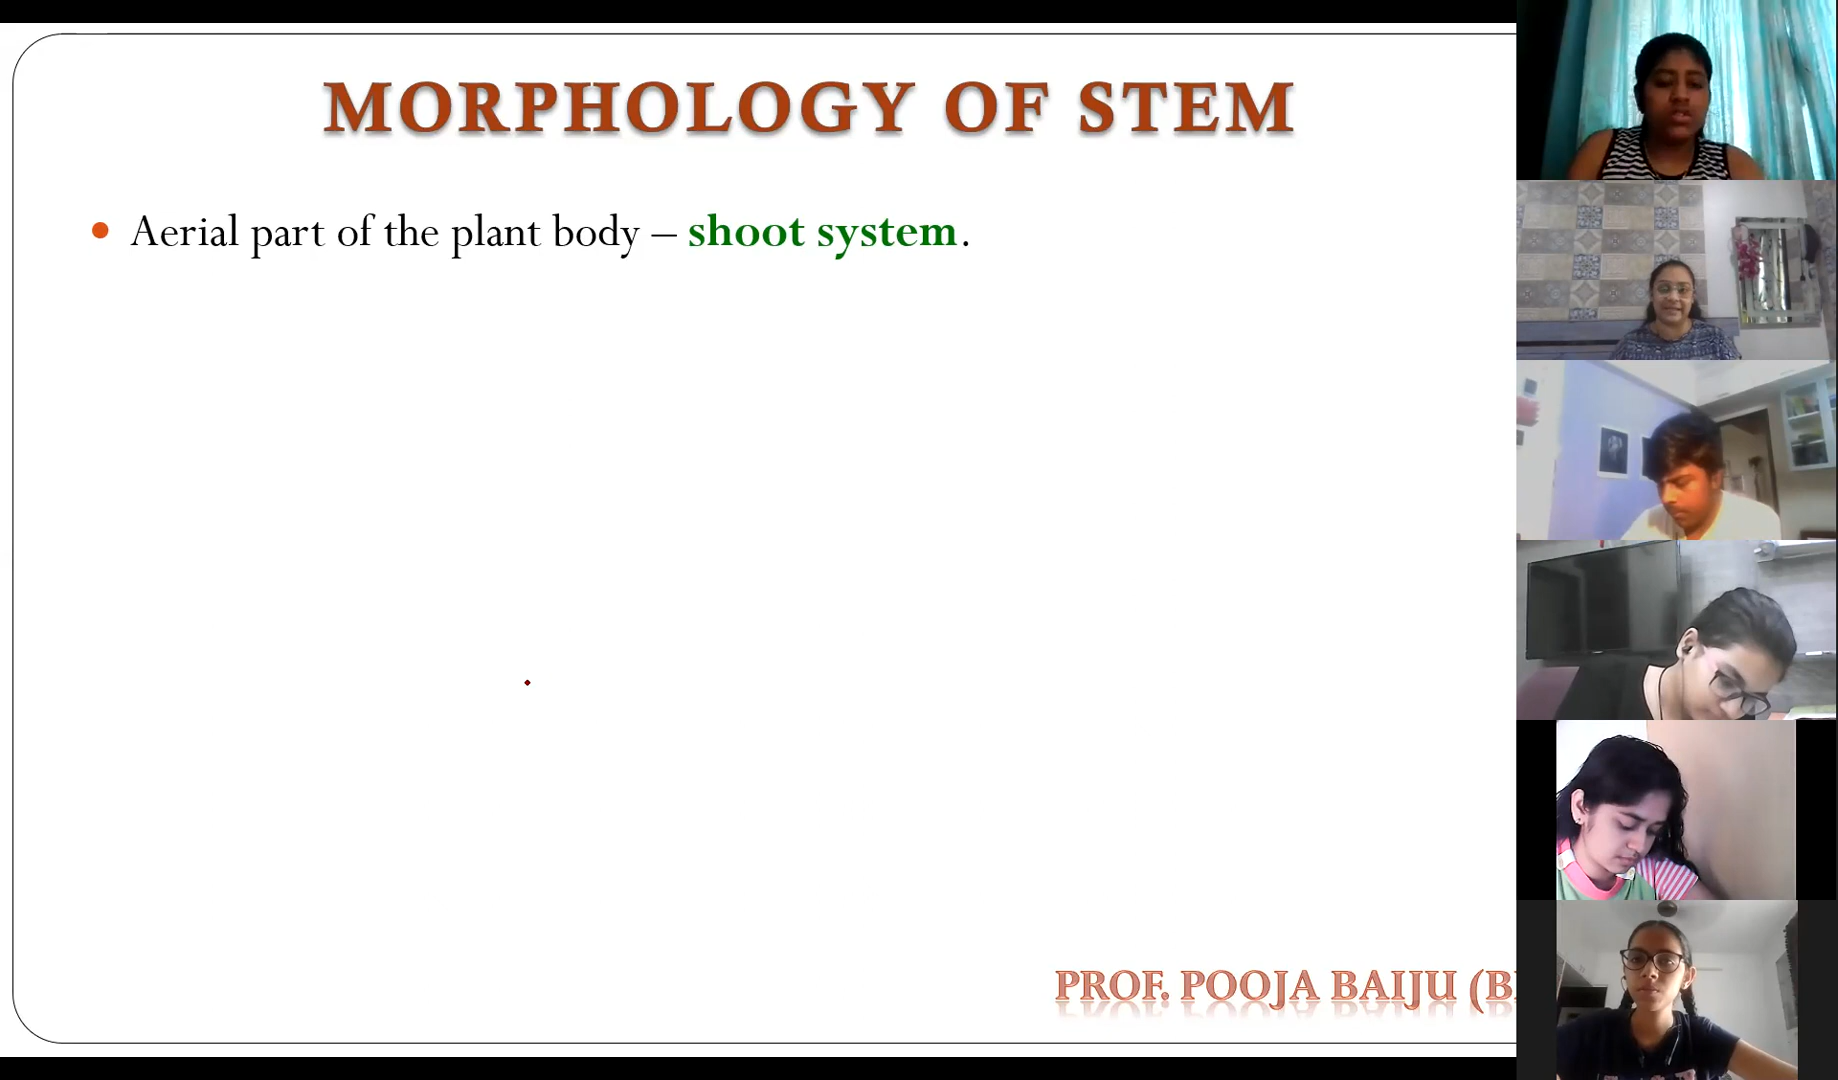 MORPHOLOGY OF STEM
Aerial part of the plant body – shoot system.
PROF. POOJA BAIJU (B